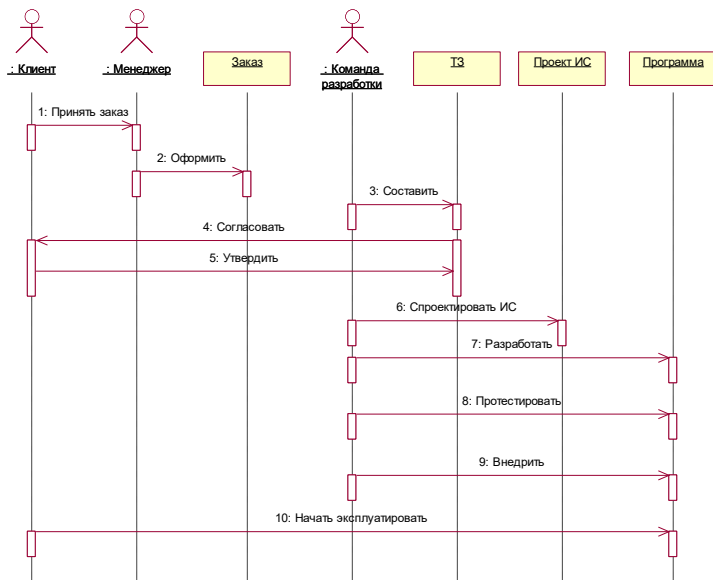 : Клиент
: Менеджер
Заказ
: Команда
разработки
ТЗ
Проект ИС
Программа
1: Принять заказ
2: Оформить
3: Составить
4: Согласовать
5: Утвердить
6: Спроектировать ИС
7: Разработать
8: Протестировать
9: Внедрить
10: Начать эксплуатировать